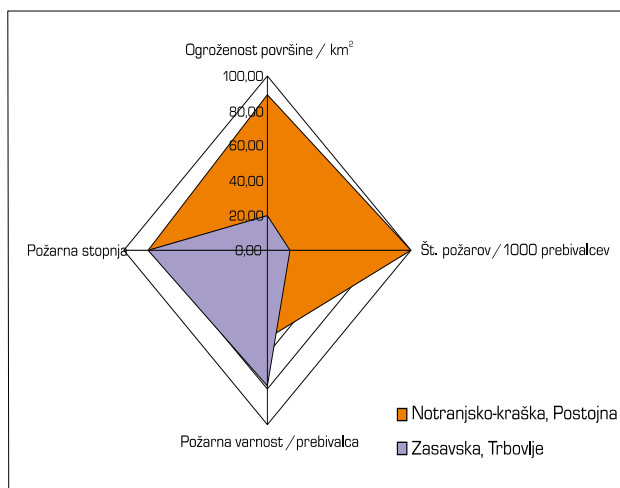 Ogroženost površine / km²
100,00
80,00
60,00
40,00
20,00
0,00
Požarna stopnja
Št. požarov / 1000 prebivalcev
Požarna varnost / prebivalca
Notranjsko-kraška, Postojna
Zasavska, Trbovlje